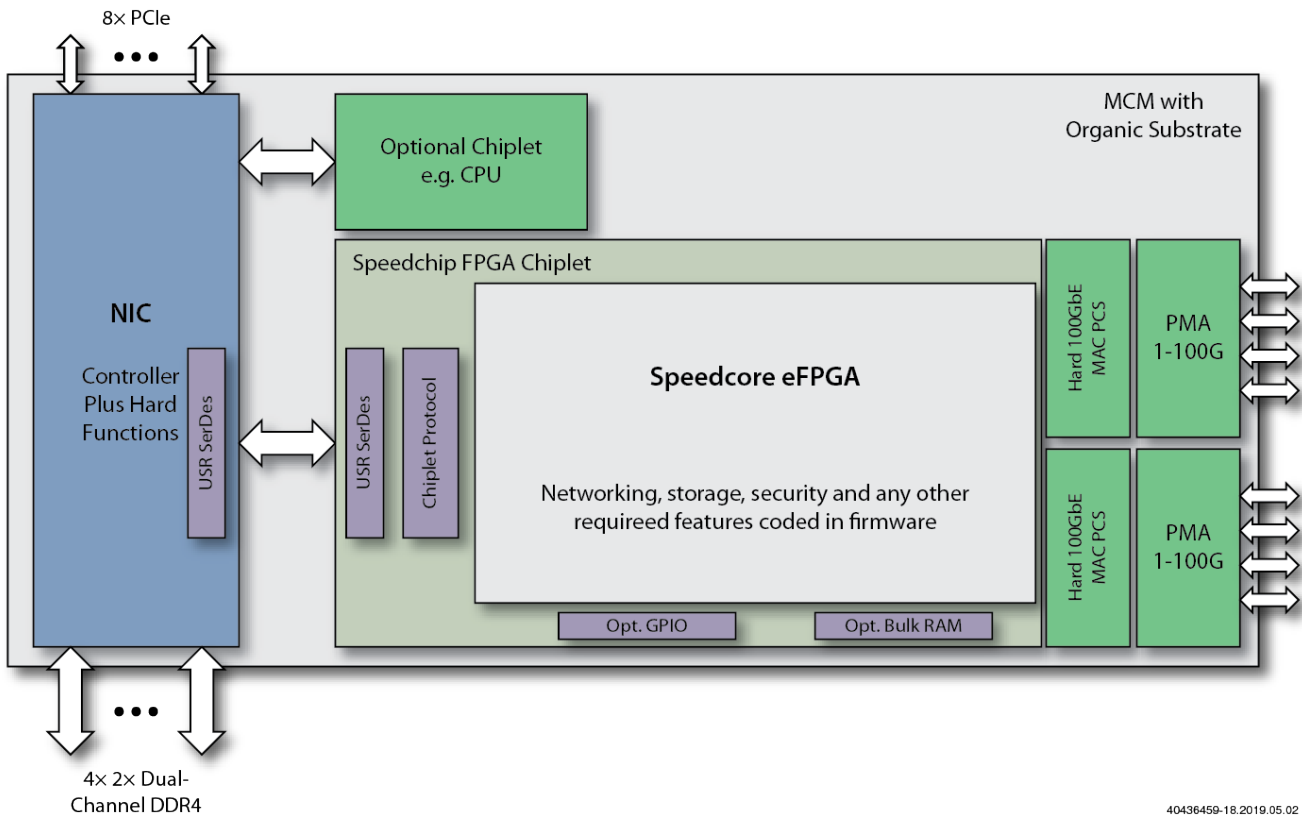 8× PCIe
•••
MCM with
Organic Substrate
Optional Chiplet
e.g. CPU
NIC
Controller
Plus Hard
Functions
USR SerDes
Speedchip FPGA Chiplet
USR SerDes
Chiplet Protocol
Speedcore eFPGA
Networking, storage, security and any other
requireed features coded in firmware
Opt. GPIO
Opt. Bulk RAM
Hard 100GbE
MAC PCS
PMA
1-100G
Hard 100GbE
MAC PCS
PMA
1-100G
•••
4× 2× Dual-
Channel DDR4
40436459-18.2019.05.02